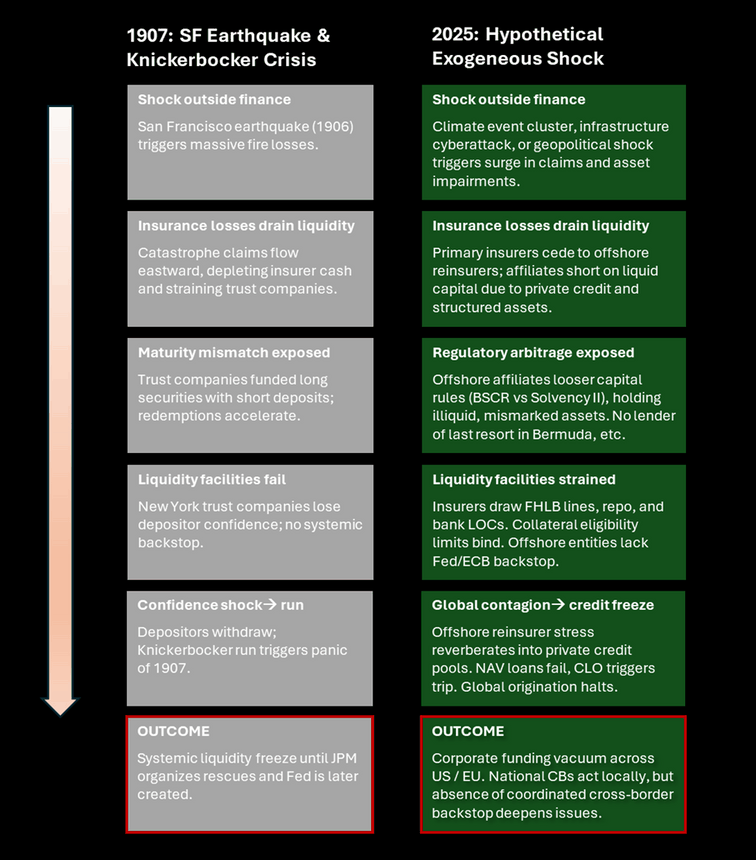 1907: SF Earthquake &
Knickerbocker Crisis
Shock outside finance
San Francisco earthquake (1906)
triggers massive fire losses.
Insurance losses drain liquidity
Catastrophe claims flow
eastward, depleting insurer cash
and straining trust companies.
Maturity mismatch exposed
Trust companies funded long
securities with short deposits;
redemptions accelerate.
Liquidity facilities fail
New York trust companies lose
depositor confidence; no systemic
backstop.
Confidence shock→ run
Depositors withdraw;
Knickerbocker run triggers panic
of 1907.
OUTCOME
Systemic liquidity freeze until JPM
organizes rescues and Fed is later
created.
2025: Hypothetical
Exogeneous Shock
Shock outside finance
Climate event cluster, infrastructure
cyberattack, or geopolitical shock
triggers surge in claims and asset
impairments.
Insurance losses drain liquidity
Primary insurers cede to offshore
reinsurers; affiliates short on liquid
capital due to private credit and
structured assets.
Regulatory arbitrage exposed
Offshore affiliates looser capital
rules (BSCR vs Solvency II), holding
illiquid, mismarked assets. No lender
of last resort in Bermuda, etc.
Liquidity facilities strained
Insurers draw FHLB lines, repo, and
bank LOCs. Collateral eligibility
limits bind. Offshore entities lack
Fed/ECB backstop.
Global contagion→ credit freeze
Offshore reinsurer stress
reverberates into private credit
pools. NAV loans fail, CLO triggers
trip. Global origination halts.
OUTCOME
Corporate funding vacuum across
US / EU. National CBs act locally, but
absence of coordinated cross-border
backstop deepens issues.